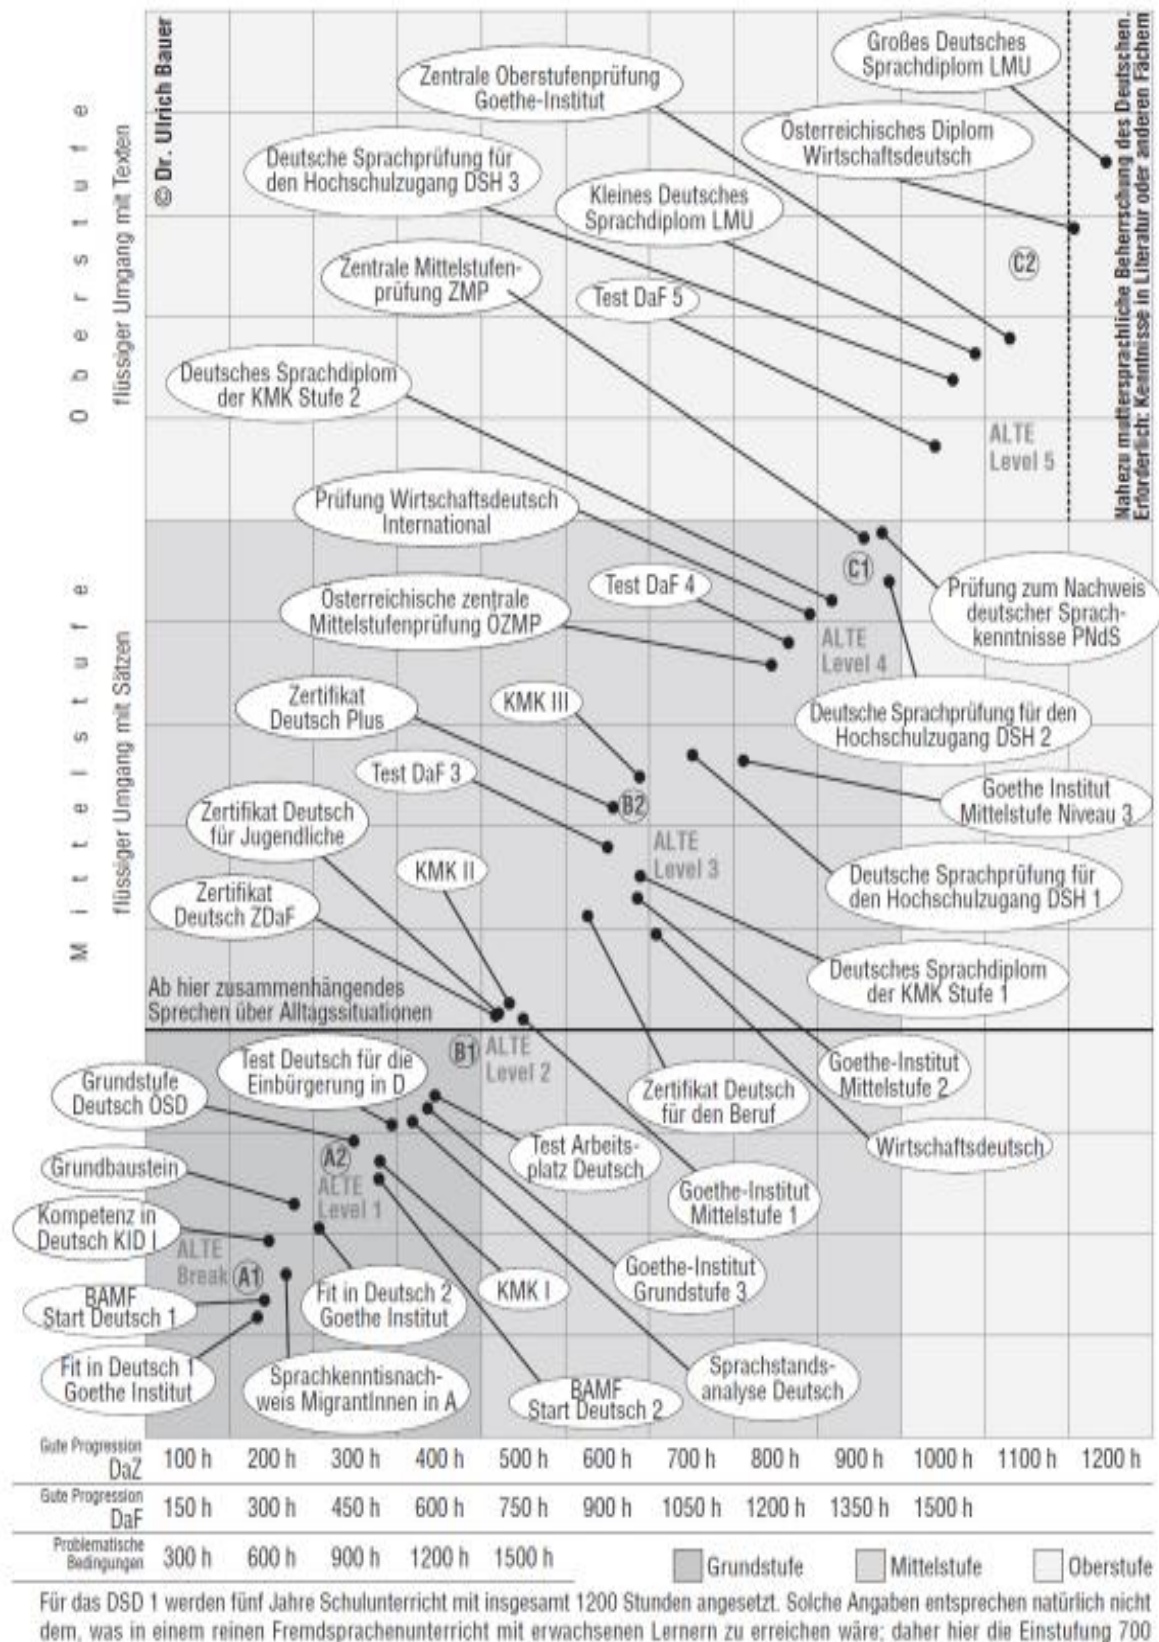 © Dr. Ulrich Bauer
Oberstufe
flüssiger Umgang mit Texten
Mittelstufe
flüssiger Umgang mit Sätzen
Nahezu muttersprachliche Beherrschung des Deutschen.
Erforderlich: Kenntnisse in Literatur oder anderen Fächern
Großes Deutsches
Sprachdiplom LMU
Zentrale Oberstufenprüfung
Goethe-Institut
Österreichisches Diplom
Wirtschaftsdeutsch
Deutsche Sprachprüfung für
den Hochschulzugang DSH 3
Kleines Deutsches
Sprachdiplom LMU
C2
Zentrale Mittelstufen-
prüfung ZMP
Test DaF 5
Deutsches Sprachdiplom
der KMK Stufe 2
ALTE
Level 5
Prüfung Wirtschaftsdeutsch
International
C1
Test DaF 4
Prüfung zum Nachweis
deutscher Sprach-
kenntnisse PNdS
Österreichische zentrale
Mittelstufenprüfung ÖZMP
ALTE
Level 4
Zertifikat
Deutsch Plus
KMK III
Deutsche Sprachprüfung für den
Hochschulzugang DSH 2
Test DaF 3
Goethe Institut
Mittelstufe Niveau 3
B2
Zertifikat Deutsch
für Jugendliche
ALTE
Level 3
KMK II
Deutsche Sprachprüfung für
den Hochschulzugang DSH 1
Zertifikat
Deutsch ZDaF
Deutsches Sprachdiplom
der KMK Stufe 1
Ab hier zusammenhängendes
Sprechen über Alltagssituationen
B1
ALTE
Level 2
Test Deutsch für die
Einbürgerung in D
Goethe-Institut
Mittelstufe 2
Grundstufe
Deutsch ÖSD
Zertifikat Deutsch
für den Beruf
Wirtschaftsdeutsch
Test Arbeits-
platz Deutsch
Grundbaustein
A2
ALTE
Level 1
Goethe-Institut
Mittelstufe 1
Kompetenz in
Deutsch KID I
ALTE
Break
A1
Goethe-Institut
Grundstufe 3
KMK I
Fit in Deutsch 2
Goethe Institut
BAMF
Start Deutsch 1
Fit in Deutsch 1
Goethe Institut
Sprachkenntisnach-
weis MigrantInnen in A
BAMF
Start Deutsch 2
Sprachstands-
analyse Deutsch
Gute Progression
DaZ 100 h 200 h 300 h 400 h 500 h 600 h 700 h 800 h 900 h 1000 h 1100 h 1200 h
Gute Progression
DaF 150 h 300 h 450 h 600 h 750 h 900 h 1050 h 1200 h 1350 h 1500 h
Problematische
Bedingungen 300 h 600 h 900 h 1200 h 1500 h
Grundstufe Mittelstufe Oberstufe
Für das DSD 1 werden fünf Jahre Schulunterricht mit insgesamt 1200 Stunden angesetzt. Solche Angaben entsprechen natürlich nicht
dem, was in einem reinen Fremdsprachenunterricht mit erwachsenen Lernern zu erreichen wäre; daher hier die Einstufung 700